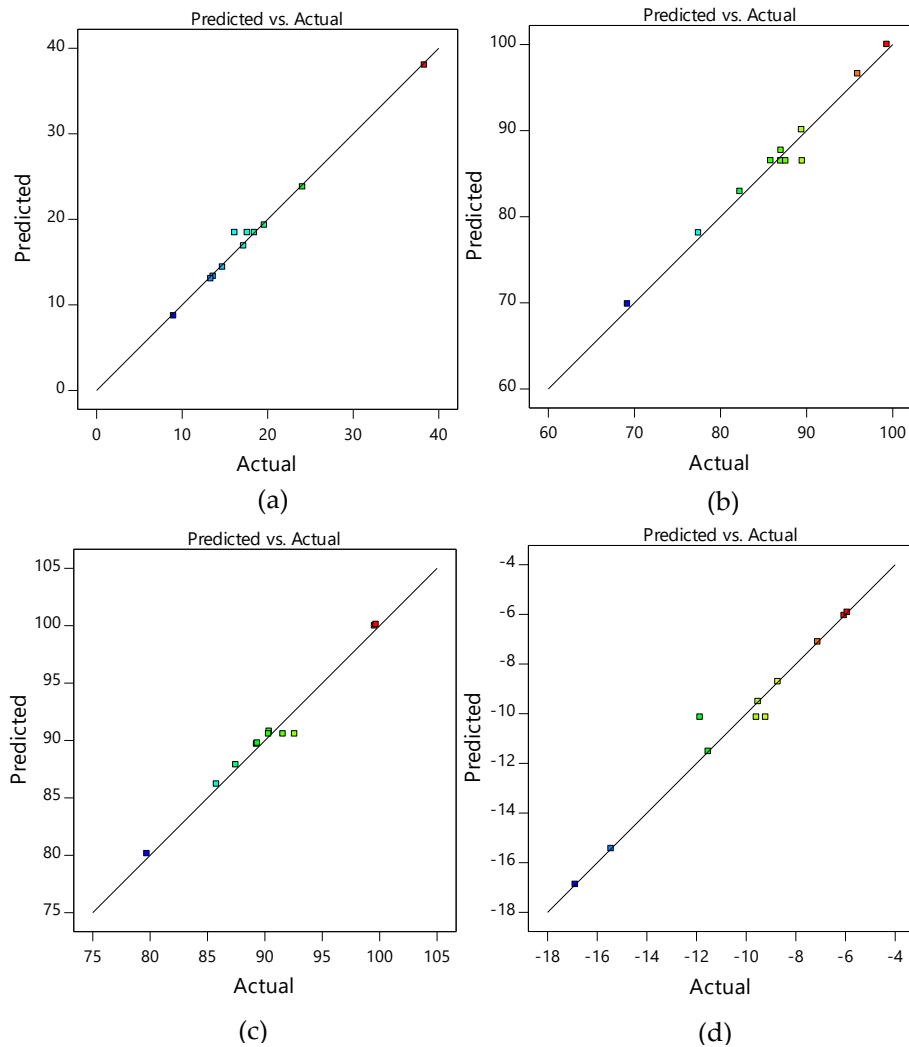 Predicted vs. Actual
40
30
20
10
0
Predicted
0 10 20 30 40
Actual
(a)
Predicted vs. Actual
100
90
80
70
60
Predicted
60 70 80 90 100
Actual
(b)
Predicted vs. Actual
105
100
95
90
85
80
75
Predicted
75 80 85 90 95 100 105
Actual
(c)
Predicted vs. Actual
-4
-6
-8
-10
-12
-14
-16
-18
Predicted
-18 -16 -14 -12 -10 -8 -6 -4
Actual
(d)